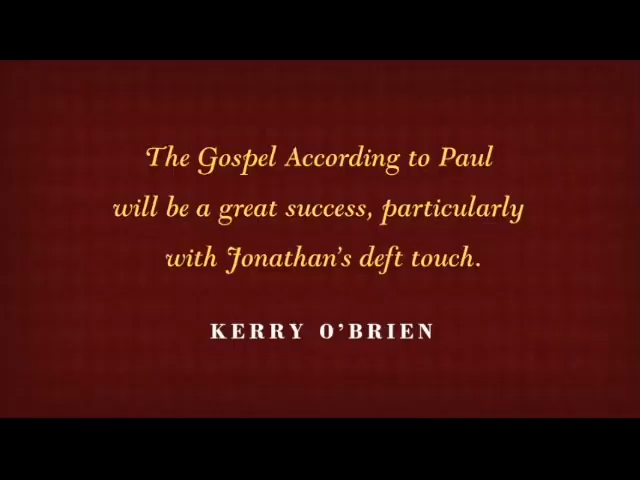 The Gospel According to Paul
will be a great success, particularly
with Jonathan's deft touch.
KERRY O'BRIEN